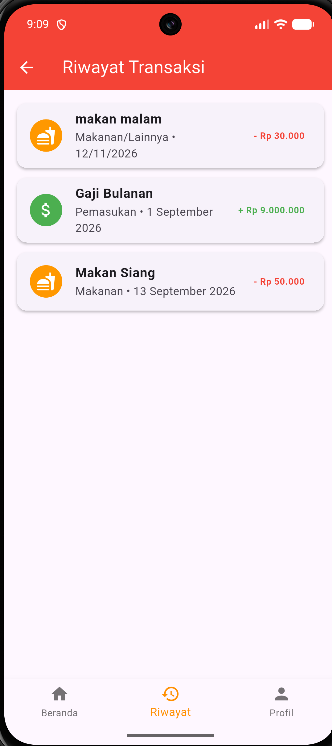 9:09
Riwayat Transaksi
makan malam
Makanan/Lainnya •
12/11/2026
- Rp 30.000
Gaji Bulanan
Pemasukan • 1 September
2026
+ Rp 9.000.000
Makan Siang
Makanan • 13 September 2026
- Rp 50.000
Beranda
Riwayat
Profil